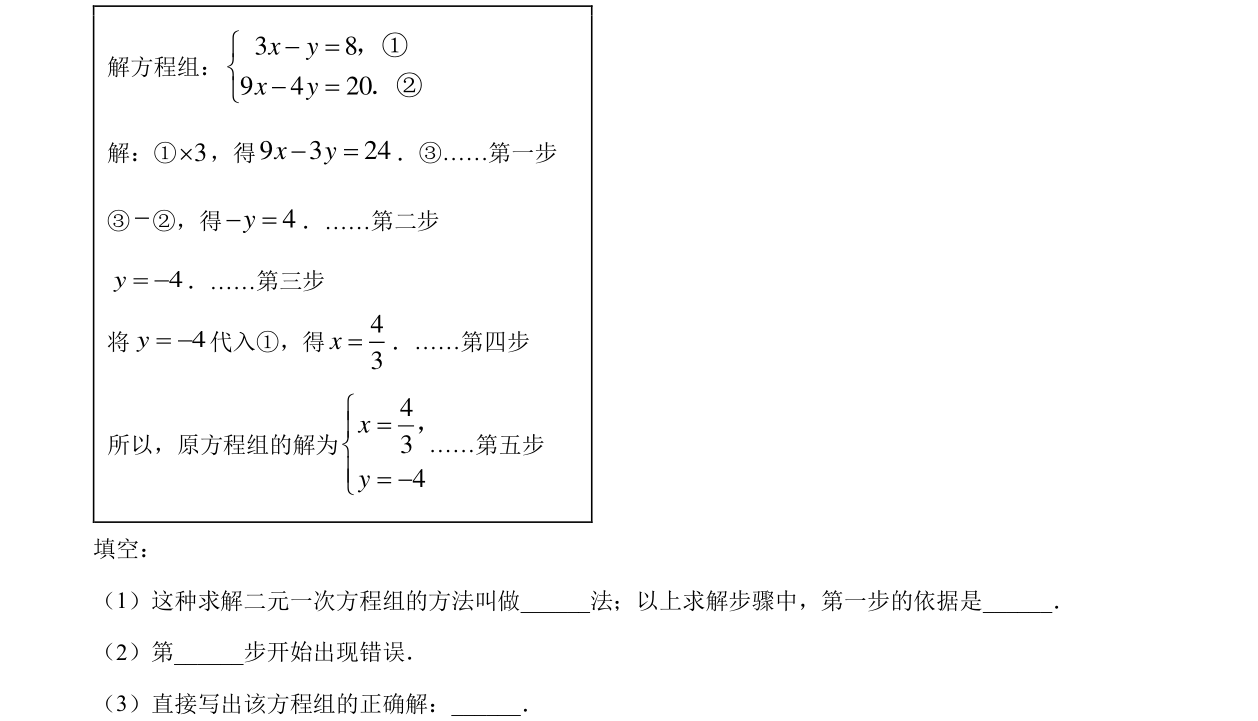 解方程组：{ 3x－y＝8，①
9x－4y＝20．②
解：①×3，得9x－3y＝24．③……第一步
③－②，得－y＝4．……第二步
y＝－4．……第三步
将 y＝－4代入①，得 x＝4/3．……第四步
所以，原方程组的解为{ x＝4/3，
y＝－4 ……第五步
填空：
（1）这种求解二元一次方程组的方法叫做______法；以上求解步骤中，第一步的依据是______．
（2）第______步开始出现错误．
（3）直接写出该方程组的正确解：______．